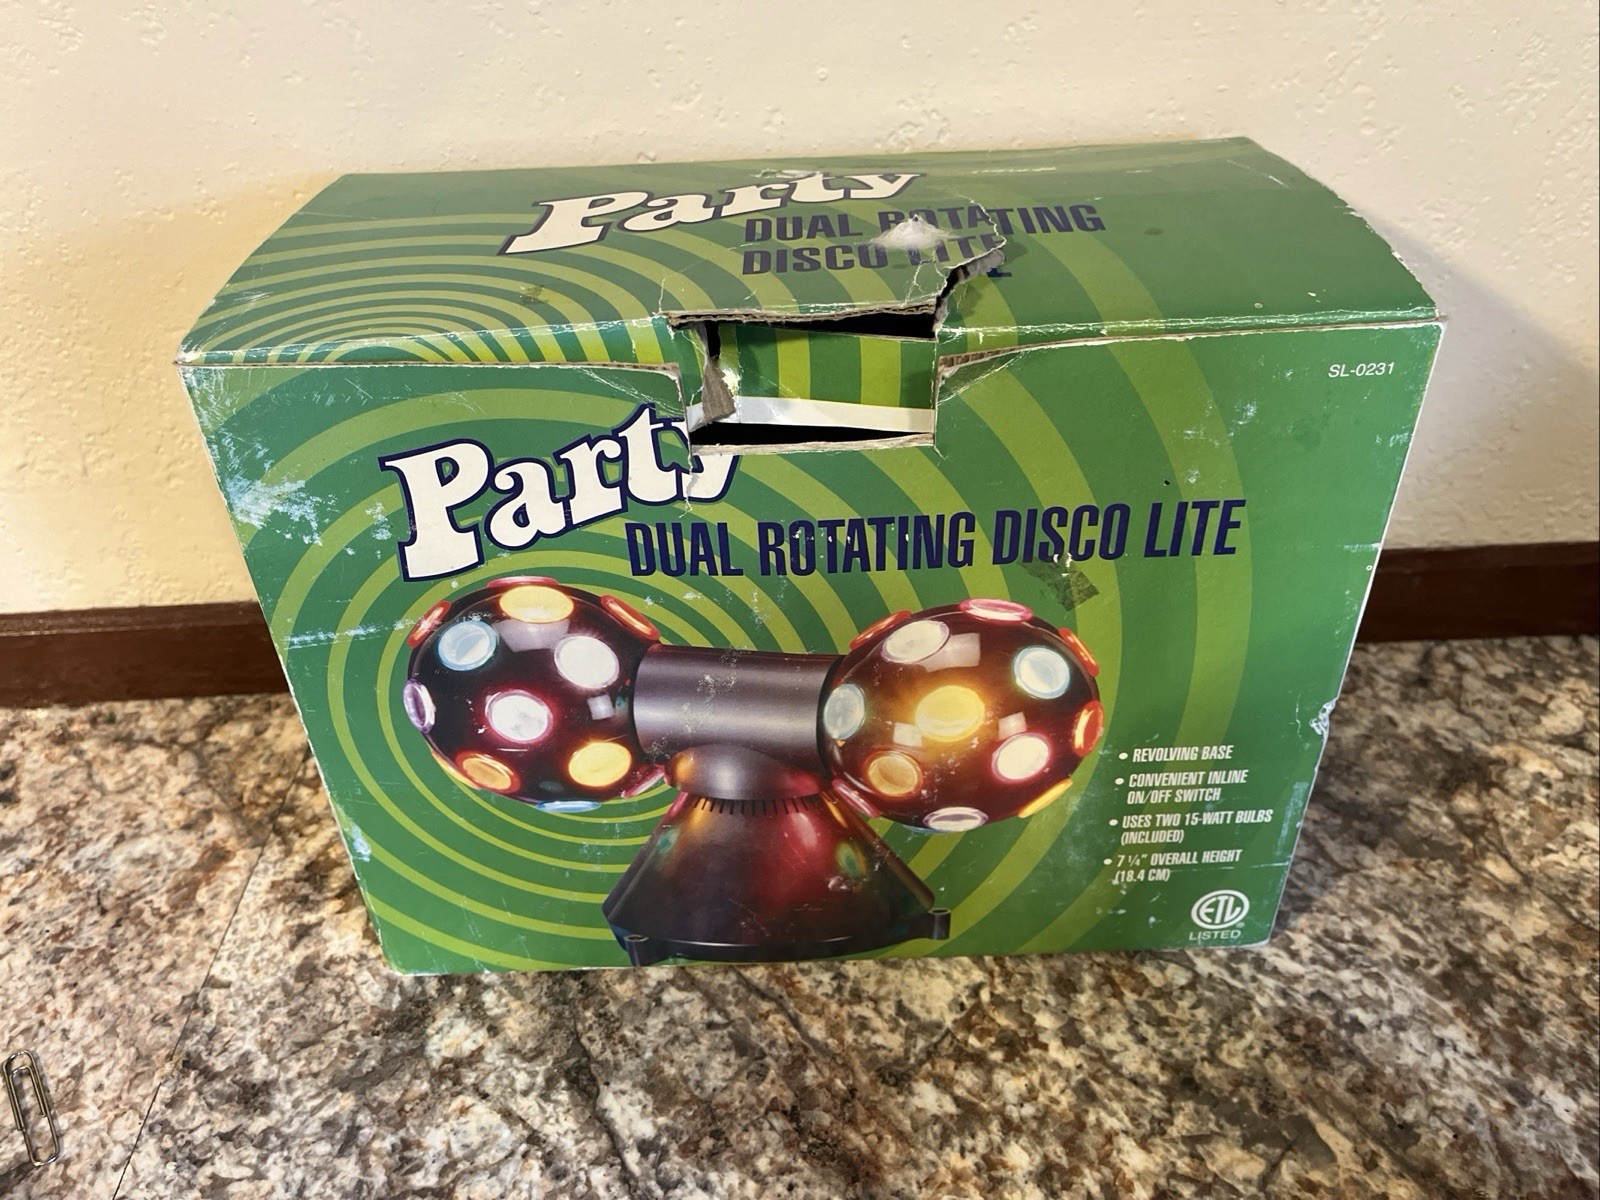 Party
DUAL ROTATING
DISCO LITE
SL-0231
Party
DUAL ROTATING DISCO LITE
• REVOLVING BASE
• CONVENIENT INLINE
ON/OFF SWITCH
• USES TWO 15-WATT BULBS
(INCLUDED)
• 7 ¼" OVERALL HEIGHT
(18.4 CM)
ETL
LISTED